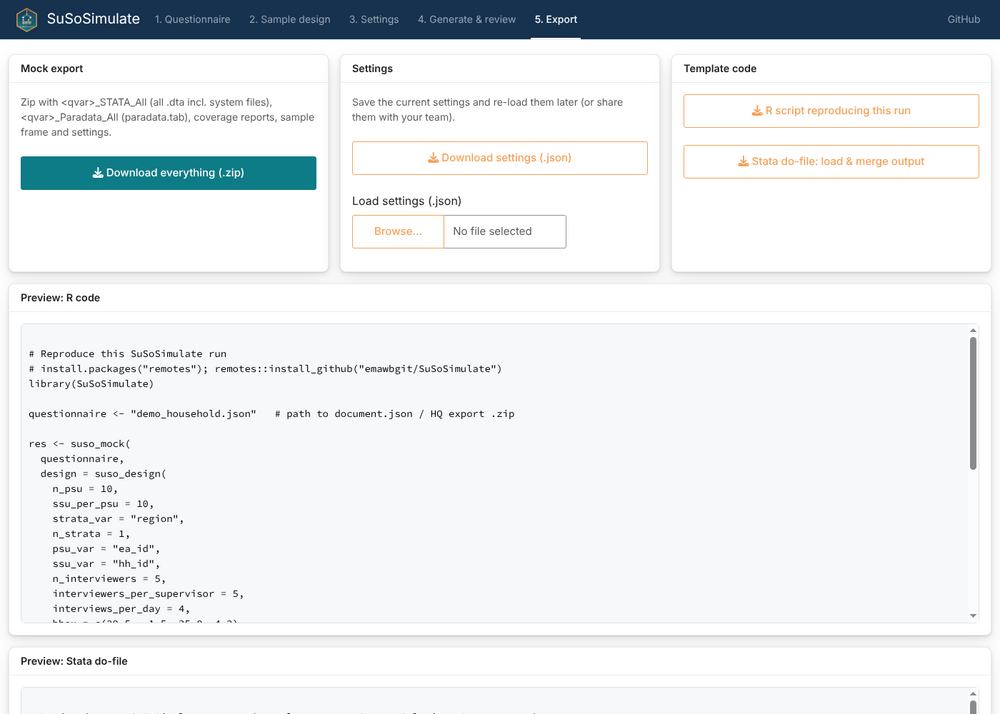 SuSoSimulate
1. Questionnaire
2. Sample design
3. Settings
4. Generate & review
5. Export
GitHub
Mock export
Zip with <qvar>_STATA_All (all .dta incl. system files),
<qvar>_Paradata_All (paradata.tab), coverage reports, sample
frame and settings.
Download everything (.zip)
Settings
Save the current settings and re-load them later (or share
them with your team).
Download settings (.json)
Load settings (.json)
Browse...
No file selected
Template code
R script reproducing this run
Stata do-file: load & merge output
Preview: R code
# Reproduce this SuSoSimulate run
# install.packages("remotes"); remotes::install_github("emawbgit/SuSoSimulate")
library(SuSoSimulate)
questionnaire <- "demo_household.json"   # path to document.json / HQ export .zip
res <- suso_mock(
  questionnaire,
  design = suso_design(
    n_psu = 10,
    ssu_per_psu = 10,
    strata_var = "region",
    n_strata = 1,
    psu_var = "ea_id",
    ssu_var = "hh_id",
    n_interviewers = 5,
    interviewers_per_supervisor = 5,
    interviews_per_day = 4,
Preview: Stata do-file